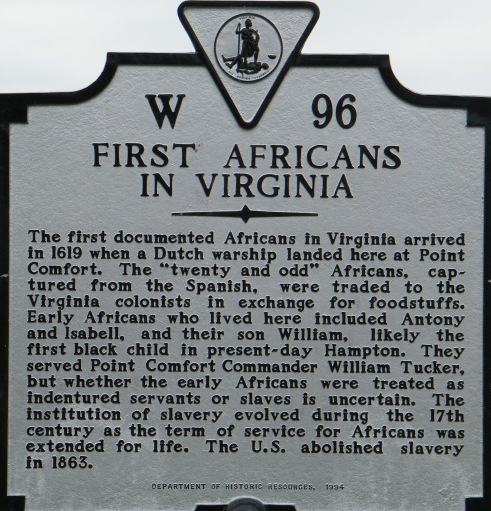 W 96
FIRST AFRICANS
IN VIRGINIA
The first documented Africans in Virginia arrived
in 1619 when a Dutch warship landed here at Point
Comfort. The "twenty and odd" Africans, cap-
tured from the Spanish, were traded to the
Virginia colonists in exchange for foodstuffs.
Early Africans who lived here included Antony
and Isabell, and their son William, likely the
first black child in present-day Hampton. They
served Point Comfort Commander William Tucker,
but whether the early Africans were treated as
indentured servants or slaves is uncertain. The
institution of slavery evolved during the 17th
century as the term of service for Africans was
extended for life. The U.S. abolished slavery
in 1863.
DEPARTMENT OF HISTORIC RESOURCES, 1994